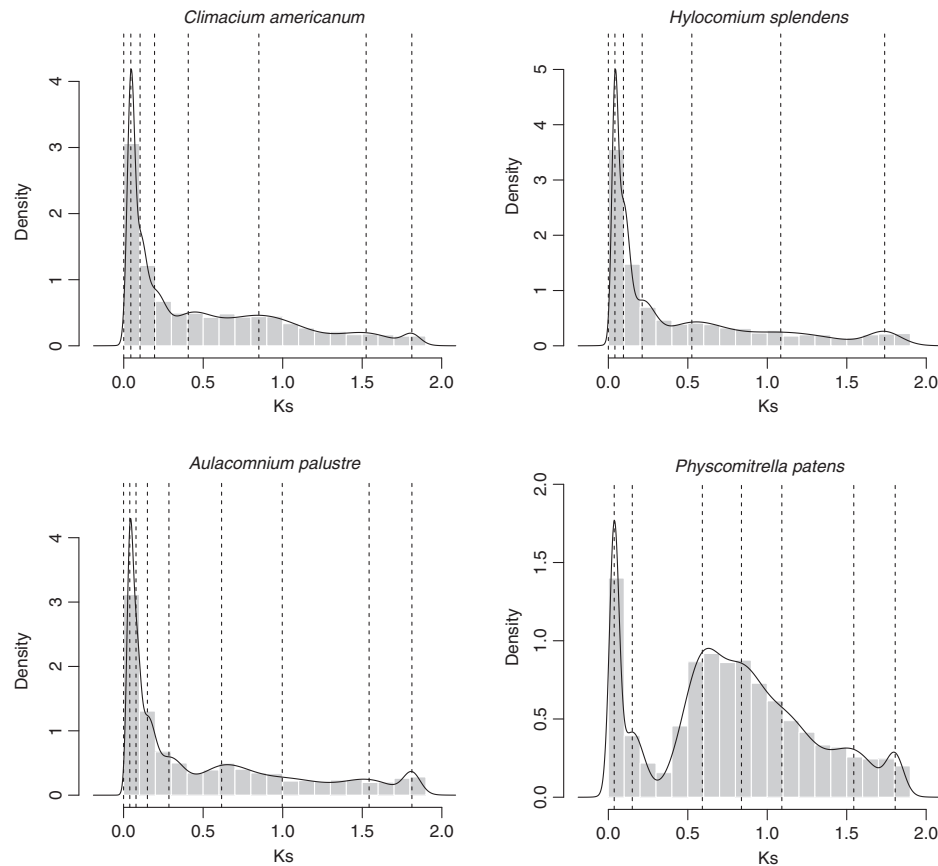 Climacium americanum
Density
0 1 2 3 4
0.0 0.5 1.0 1.5 2.0
Ks
Hylocomium splendens
Density
0 1 2 3 4 5
0.0 0.5 1.0 1.5 2.0
Ks
Aulacomnium palustre
Density
0 1 2 3 4
0.0 0.5 1.0 1.5 2.0
Ks
Physcomitrella patens
Density
0.0 0.5 1.0 1.5 2.0
0.0 0.5 1.0 1.5 2.0
Ks